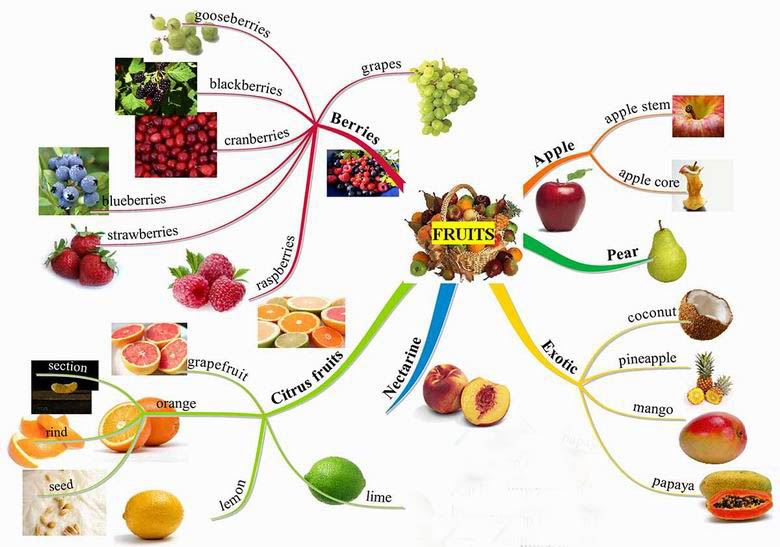 gooseberries
grapes
blackberries
cranberries
Berries
blueberries
strawberries
raspberries
apple stem
Apple
apple core
FRUITS
Pear
coconut
pineapple
Exotic
mango
papaya
Nectarine
Citrus fruits
grapefruit
section
orange
rind
seed
lemon
lime